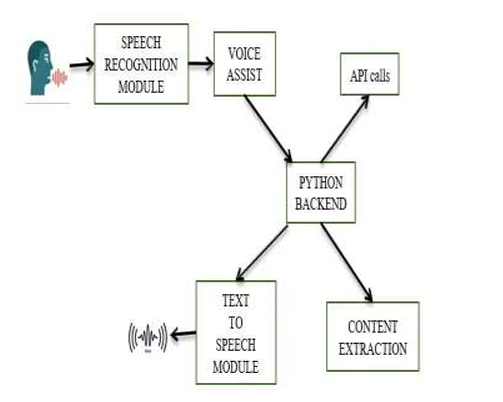 SPEECH
RECOGNITION
MODULE
VOICE
ASSIST
API calls
PYTHON
BACKEND
TEXT
TO
SPEECH
MODULE
CONTENT
EXTRACTION